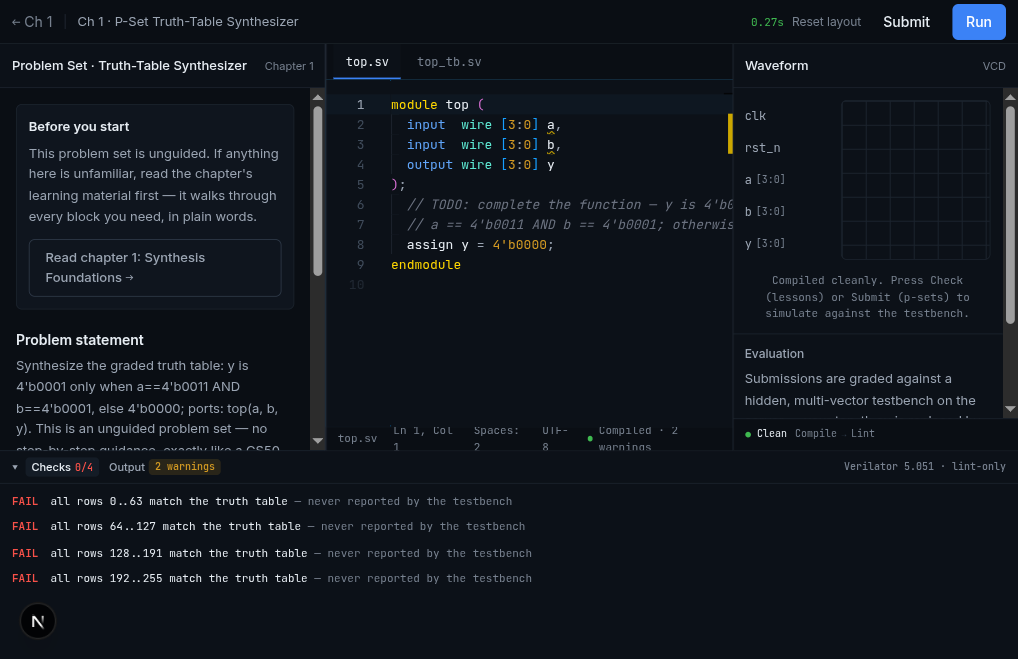 ← Ch 1
Ch 1 · P-Set Truth-Table Synthesizer
0.27s Reset layout Submit Run
Problem Set · Truth-Table Synthesizer
Chapter 1
Before you start
This problem set is unguided. If anything
here is unfamiliar, read the chapter's
learning material first — it walks through
every block you need, in plain words.
Read chapter 1: Synthesis
Foundations →
Problem statement
Synthesize the graded truth table: y is
4'b0001 only when a==4'b0011 AND
b==4'b0001, else 4'b0000; ports: top(a, b,
y). This is an unguided problem set — no
step-by-step guidance, exactly like a CS50
top.sv top_tb.sv
1 module top (
2 input wire [3:0] a,
3 input wire [3:0] b,
4 output wire [3:0] y
5 );
6 // TODO: complete the function — y is 4'b0
7 // a == 4'b0011 AND b == 4'b0001; otherwis
8 assign y = 4'b0000;
9 endmodule
10
top.sv
Ln 1, Col
1
Spaces:
2
UTF-
8
Compiled · 2
warnings
Waveform
VCD
clk
rst_n
a [3:0]
b [3:0]
y [3:0]
Compiled cleanly. Press Check
(lessons) or Submit (p-sets) to
simulate against the testbench.
Evaluation
Submissions are graded against a
hidden, multi-vector testbench on the
Clean Compile · Lint
▾ Checks 0/4 Output 2 warnings
Verilator 5.051 · lint-only
FAIL all rows 0..63 match the truth table — never reported by the testbench
FAIL all rows 64..127 match the truth table — never reported by the testbench
FAIL all rows 128..191 match the truth table — never reported by the testbench
FAIL all rows 192..255 match the truth table — never reported by the testbench
N